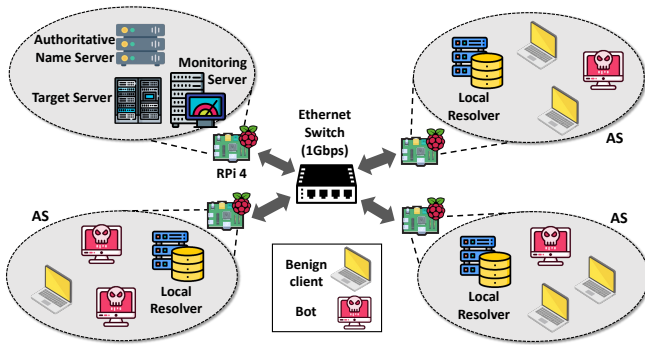 Authoritative
Name Server
Monitoring
Server
Target Server
RPi 4
Ethernet
Switch
(1Gbps)
Local
Resolver
AS
AS
Local
Resolver
Benign
client
Bot
Local
Resolver
AS